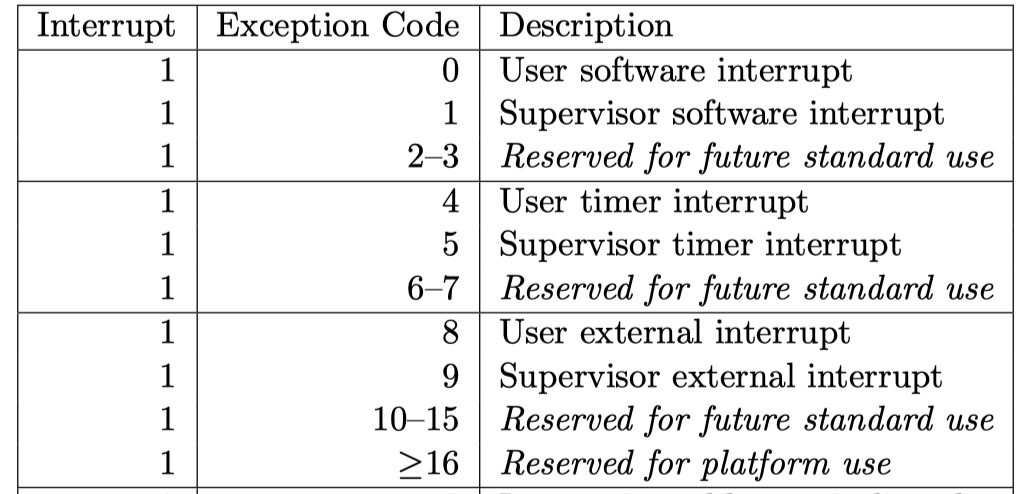 Interrupt Exception Code Description
1 0 User software interrupt
1 1 Supervisor software interrupt
1 2–3 Reserved for future standard use
1 4 User timer interrupt
1 5 Supervisor timer interrupt
1 6–7 Reserved for future standard use
1 8 User external interrupt
1 9 Supervisor external interrupt
1 10–15 Reserved for future standard use
1 ≥16 Reserved for platform use